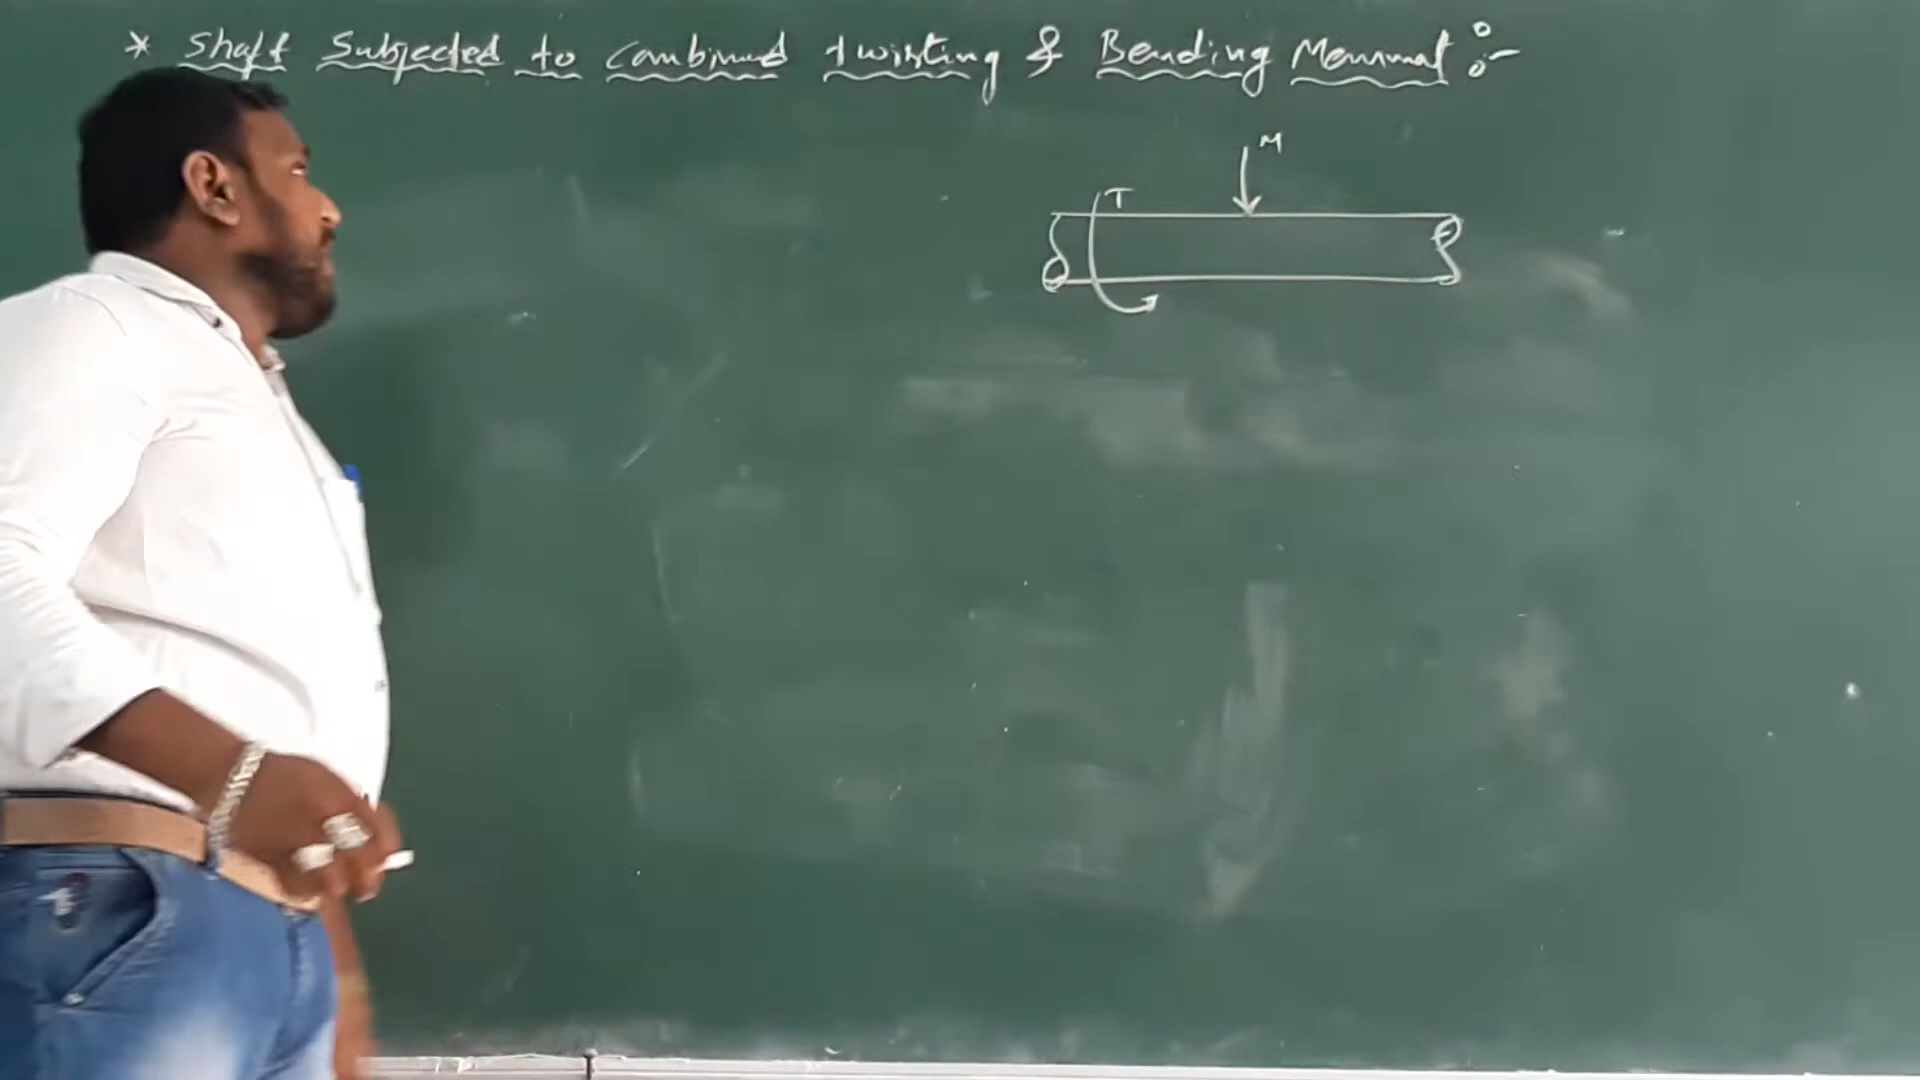 * Shaft Subjected to Combined twisting & Bending Moment :-
M
T